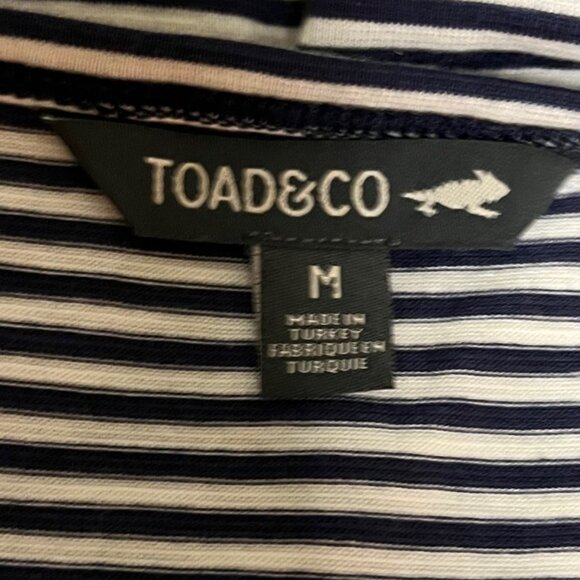 TOAD&CO
M
MADE IN
TURKEY
FABRIQUE EN
TURQUIE